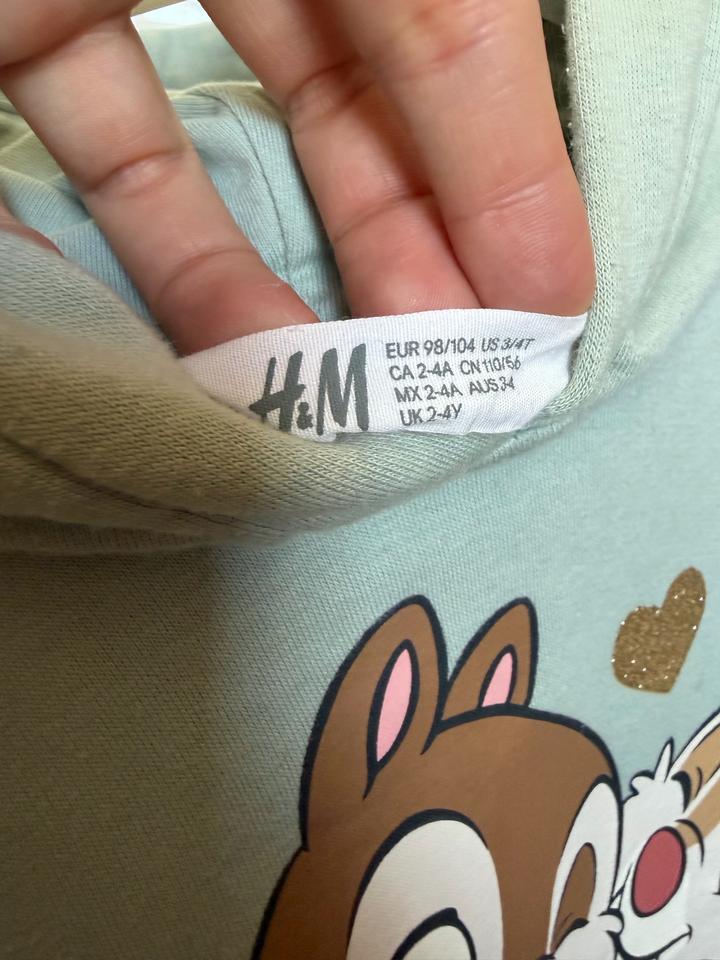 H&M
EUR 98/104 US 3/4T
CA 2-4A CN 110/56
MX 2-4A AUS 34
UK 2-4Y